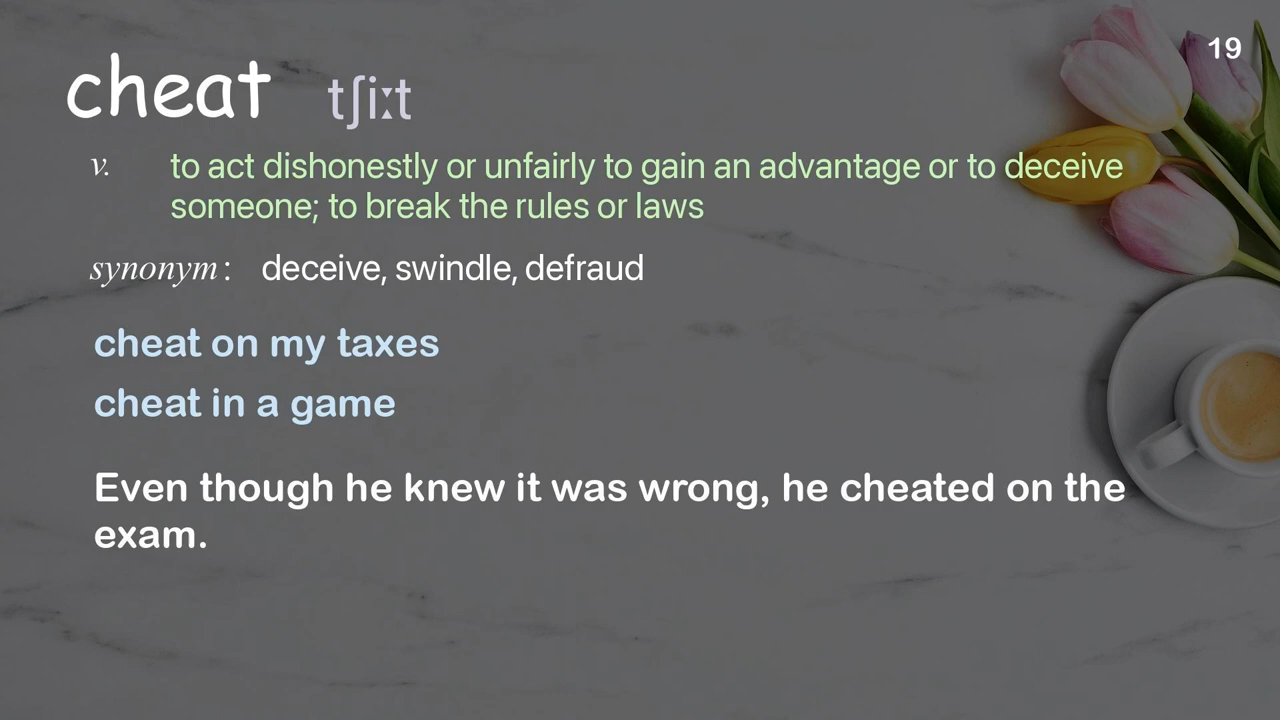 19
cheat tʃiːt
v. to act dishonestly or unfairly to gain an advantage or to deceive
someone; to break the rules or laws
synonym: deceive, swindle, defraud
cheat on my taxes
cheat in a game
Even though he knew it was wrong, he cheated on the
exam.